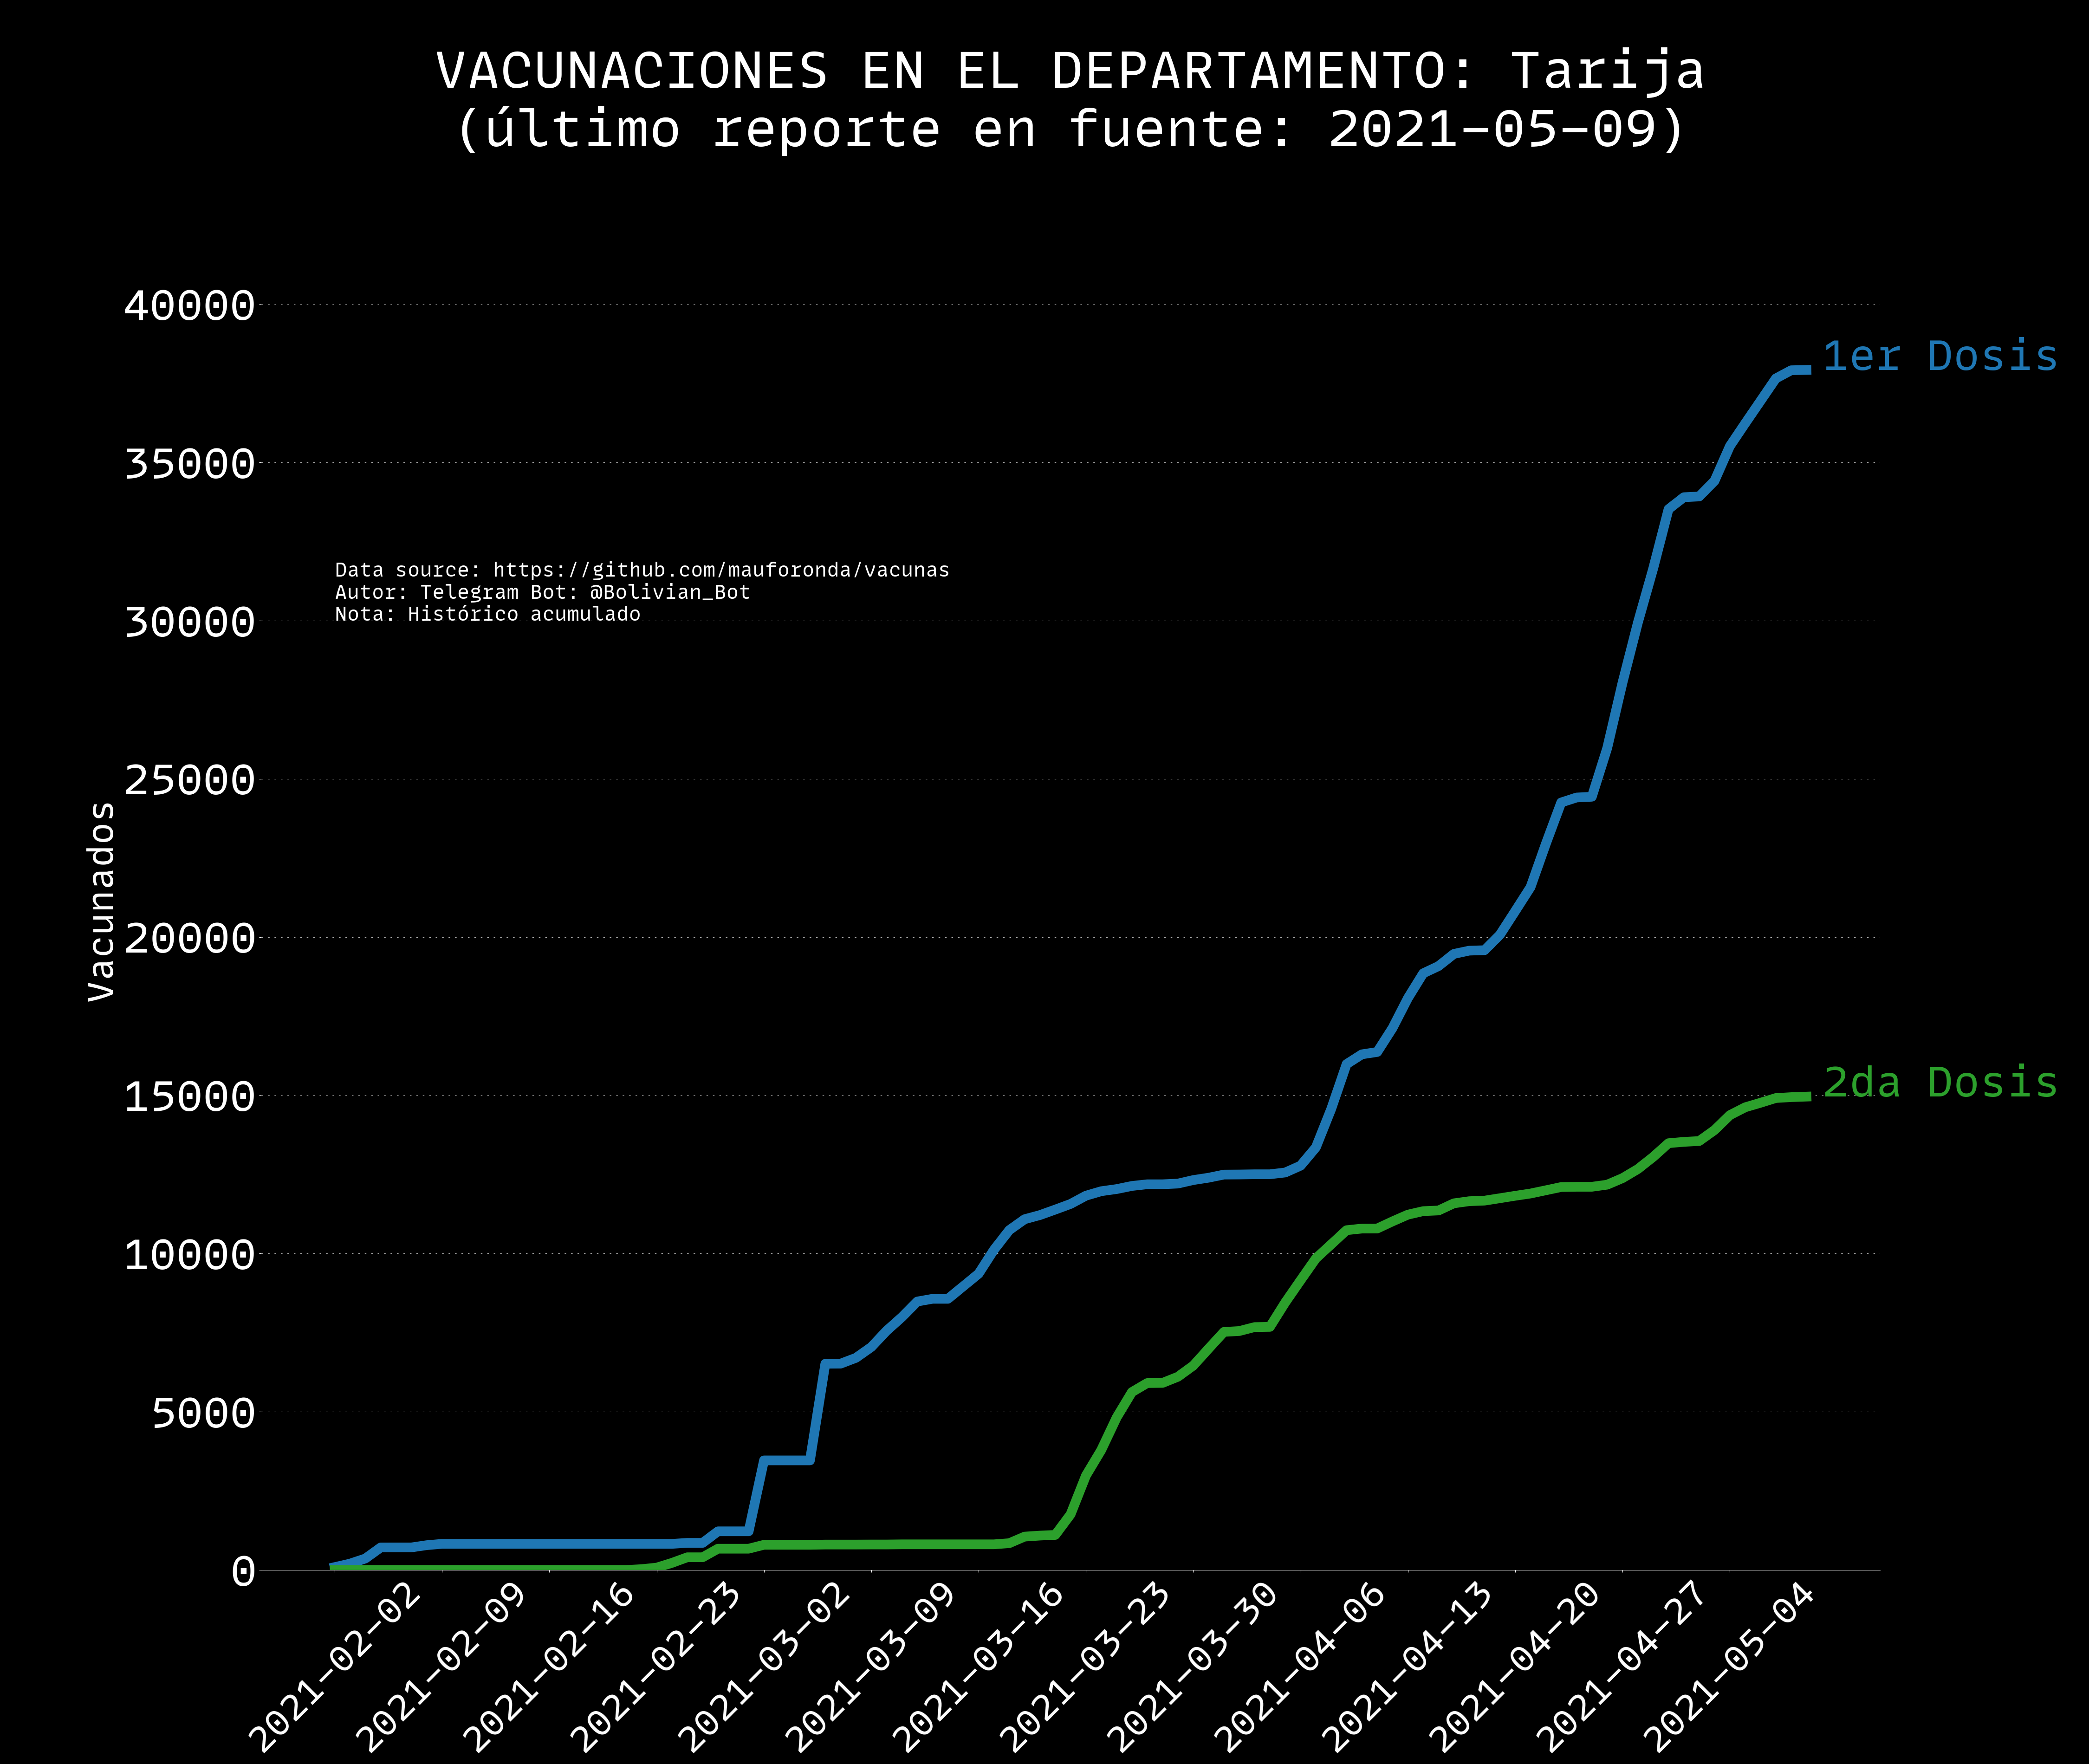 VACUNACIONES EN EL DEPARTAMENTO: Tarija
(último reporte en fuente: 2021-05-09)
40000
1er Dosis
35000
Data source: https://github.com/mauforonda/vacunas
Autor: Telegram Bot: @Bolivian_Bot
Nota: Histórico acumulado
30000
25000
Vacunados
20000
15000
2da Dosis
10000
5000
0
2021-02-02
2021-02-09
2021-02-16
2021-02-23
2021-03-02
2021-03-09
2021-03-16
2021-03-23
2021-03-30
2021-04-06
2021-04-13
2021-04-20
2021-04-27
2021-05-04